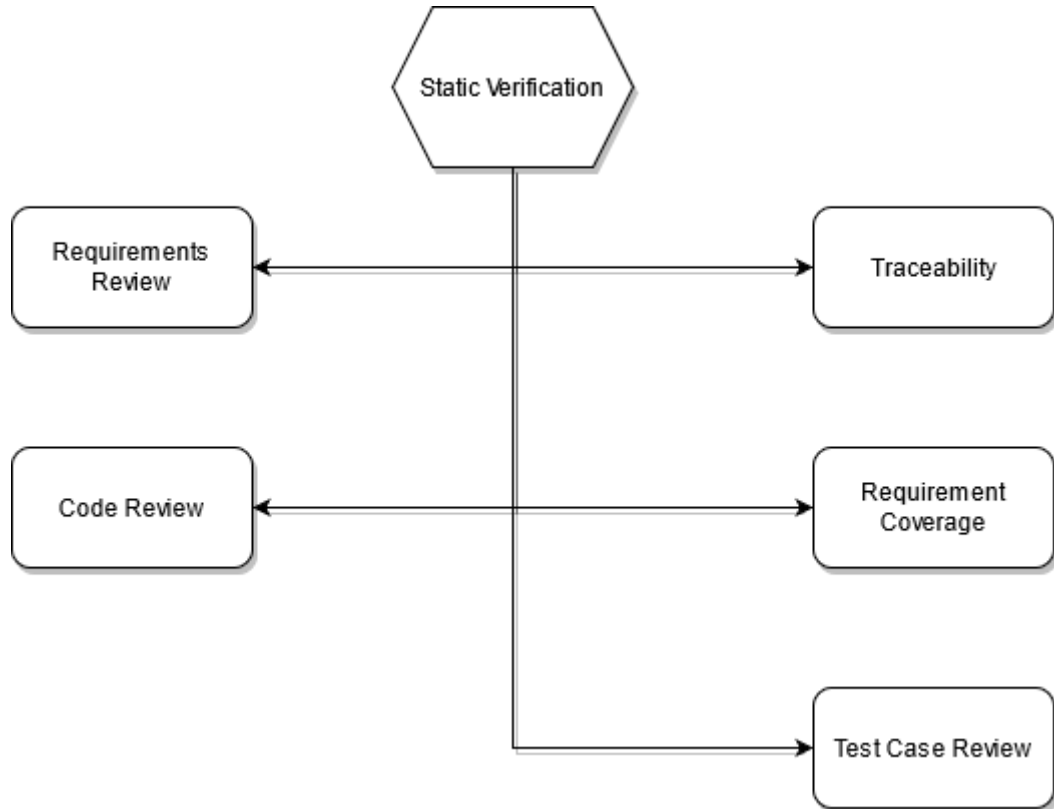 Static Verification
Requirements
Review
Traceability
Code Review
Requirement
Coverage
Test Case Review